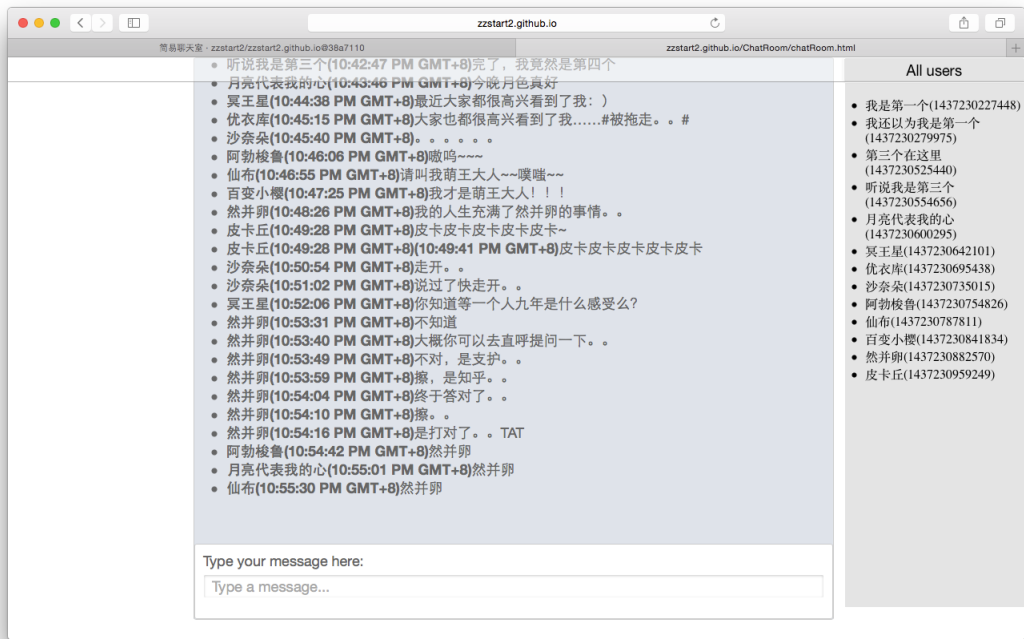 zzstart2.github.io
简易聊天室 - zzstart2/zzstart2.github.io@38a7110
zzstart2.github.io/ChatRoom/chatRoom.html
听说我是第三个(10:42:47 PM GMT+8)完了，我竟然是第四个
月亮代表我的心(10:43:46 PM GMT+8)今晚月色真好
冥王星(10:44:38 PM GMT+8)最近大家都很高兴看到了我：）
优衣库(10:45:15 PM GMT+8)大家也都很高兴看到了我……#被拖走。。#
沙奈朵(10:45:40 PM GMT+8)。。。。。。
阿勃梭鲁(10:46:06 PM GMT+8)嗷呜~~~
仙布(10:46:55 PM GMT+8)请叫我萌王大人~~噗嗤~~
百变小樱(10:47:25 PM GMT+8)我才是萌王大人！！！
然并卵(10:48:26 PM GMT+8)我的人生充满了然并卵的事情。。
皮卡丘(10:49:28 PM GMT+8)皮卡皮卡皮卡皮卡皮卡~
皮卡丘(10:49:28 PM GMT+8)(10:49:41 PM GMT+8)皮卡皮卡皮卡皮卡皮卡
沙奈朵(10:50:54 PM GMT+8)走开。。
沙奈朵(10:51:02 PM GMT+8)说过了快走开。。
冥王星(10:52:06 PM GMT+8)你知道等一个人九年是什么感受么？
然并卵(10:53:31 PM GMT+8)不知道
然并卵(10:53:40 PM GMT+8)大概你可以去直呼提问一下。。
然并卵(10:53:49 PM GMT+8)不对，是支护。。
然并卵(10:53:59 PM GMT+8)擦，是知乎。。
然并卵(10:54:04 PM GMT+8)终于答对了。。
然并卵(10:54:10 PM GMT+8)擦。。
然并卵(10:54:16 PM GMT+8)是打对了。。TAT
阿勃梭鲁(10:54:42 PM GMT+8)然并卵
月亮代表我的心(10:55:01 PM GMT+8)然并卵
仙布(10:55:30 PM GMT+8)然并卵
Type your message here:
Type a message...
All users
我是第一个(1437230227448)
我还以为我是第一个
(1437230279975)
第三个在这里
(1437230525440)
听说我是第三个
(1437230554656)
月亮代表我的心
(1437230600295)
冥王星(1437230642101)
优衣库(1437230695438)
沙奈朵(1437230735015)
阿勃梭鲁(1437230754826)
仙布(1437230787811)
百变小樱(1437230841834)
然并卵(1437230882570)
皮卡丘(1437230959249)